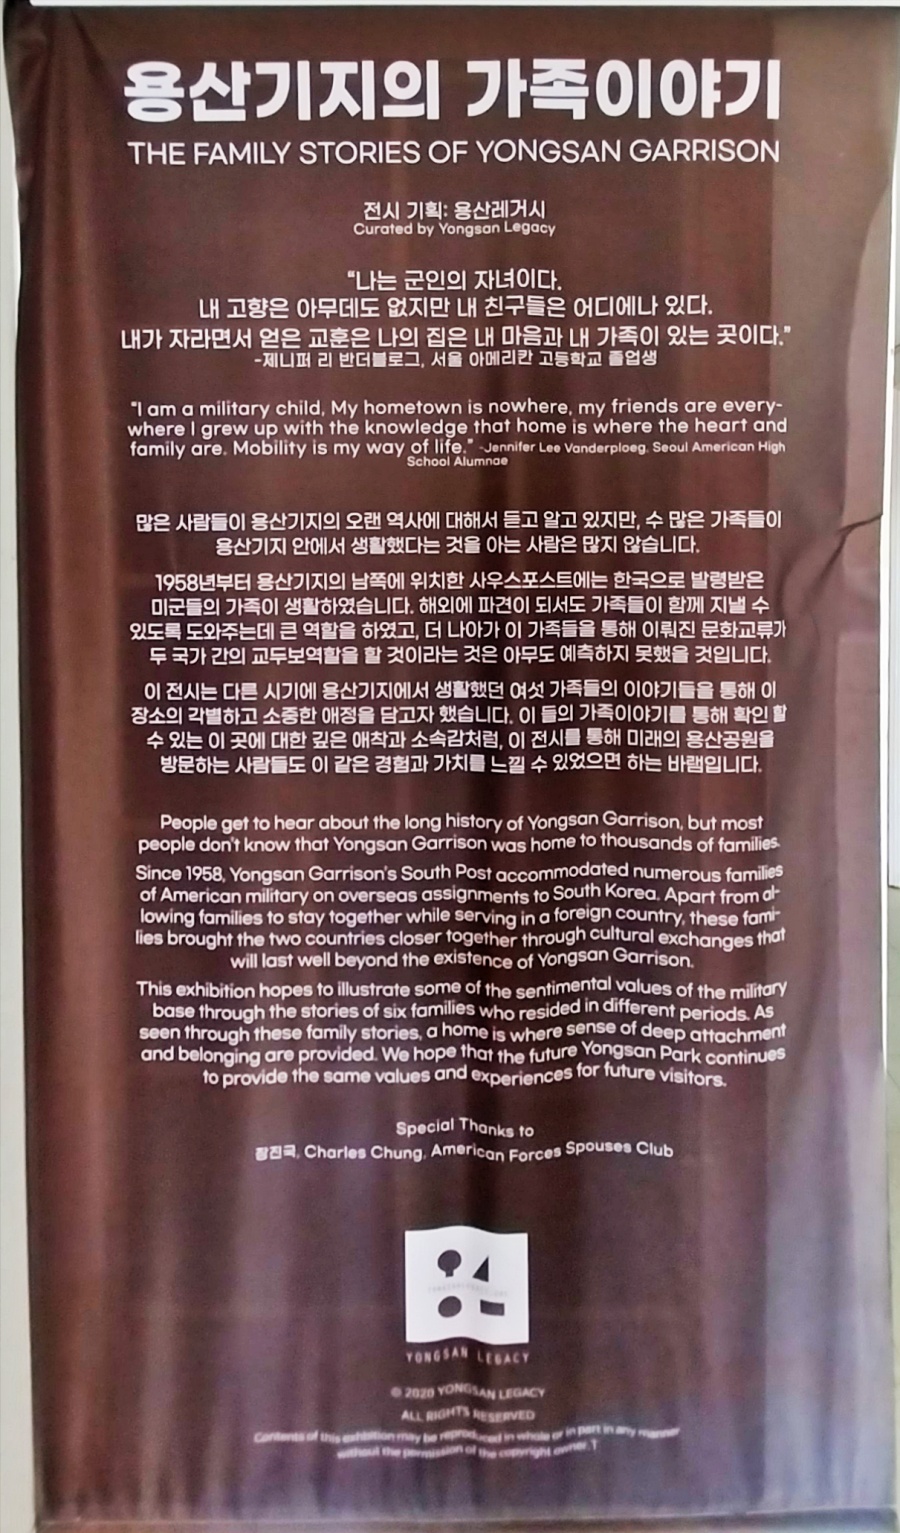 용산기지의 가족이야기
THE FAMILY STORIES OF YONGSAN GARRISON
전시 기획: 용산레거시
Curated by Yongsan Legacy
“나는 군인의 자녀이다.
내 고향은 아무데도 없지만 내 친구들은 어디에나 있다.
내가 자라면서 얻은 교훈은 나의 집은 내 마음과 내 가족이 있는 곳이다.”
-제니퍼 리 반더블로그, 서울 아메리칸 고등학교 졸업생
“I am a military child, My hometown is nowhere, my friends are every-
where I grew up with the knowledge that home is where the heart and
family are. Mobility is my way of life.” -Jennifer Lee Vanderploeg, Seoul American High
School Alumnae
많은 사람들이 용산기지의 오랜 역사에 대해서 듣고 알고 있지만, 수 많은 가족들이
용산기지 안에서 생활했다는 것을 아는 사람은 많지 않습니다.
1958년부터 용산기지의 남쪽에 위치한 사우스포스트에는 한국으로 발령받은
미군들의 가족이 생활하였습니다. 해외에 파견이 되서도 가족들이 함께 지낼 수
있도록 도와주는데 큰 역할을 하였고, 더 나아가 이 가족들을 통해 이뤄진 문화교류가
두 국가 간의 교두보역할을 할 것이라는 것은 아무도 예측하지 못했을 것입니다.
이 전시는 다른 시기에 용산기지에서 생활했던 여섯 가족들의 이야기들을 통해 이
장소의 각별하고 소중한 애정을 담고자 했습니다. 이 들의 가족이야기를 통해 확인 할
수 있는 이 곳에 대한 깊은 애착과 소속감처럼, 이 전시를 통해 미래의 용산공원을
방문하는 사람들도 이 같은 경험과 가치를 느낄 수 있었으면 하는 바램입니다.
People get to hear about the long history of Yongsan Garrison, but most
people don't know that Yongsan Garrison was home to thousands of families.
Since 1958, Yongsan Garrison's South Post accommodated numerous families
of American military on overseas assignments to South Korea. Apart from al-
lowing families to stay together while serving in a foreign country, these fami-
lies brought the two countries closer together through cultural exchanges that
will last well beyond the existence of Yongsan Garrison.
This exhibition hopes to illustrate some of the sentimental values of the military
base through the stories of six families who resided in different periods. As
seen through these family stories, a home is where sense of deep attachment
and belonging are provided. We hope that the future Yongsan Park continues
to provide the same values and experiences for future visitors.
Special Thanks to
장진국, Charles Chung, American Forces Spouses Club
YONGSAN LEGACY
© 2020 YONGSAN LEGACY
ALL RIGHTS RESERVED
Contents of this exhibition may be reproduced in whole or in part in any manner
without the permission of the copyright owner.T